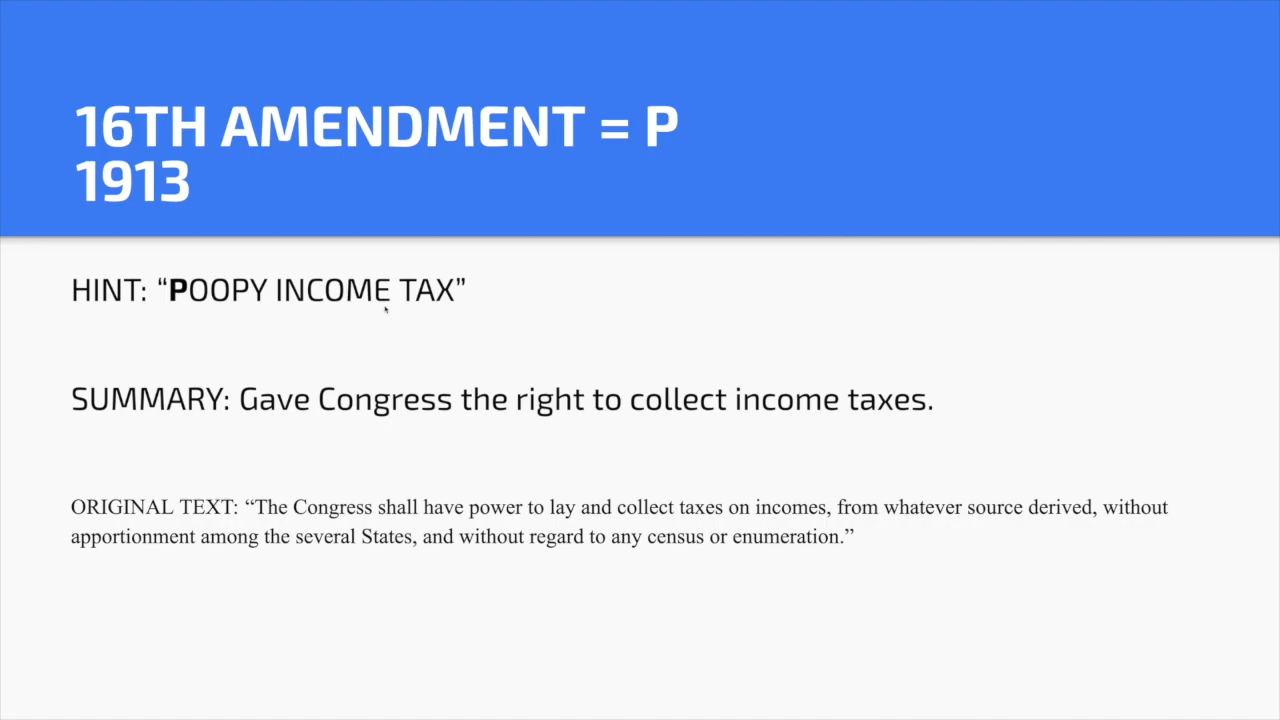 16TH AMENDMENT = P
1913
HINT: “POOPY INCOME TAX”
SUMMARY: Gave Congress the right to collect income taxes.
ORIGINAL TEXT: “The Congress shall have power to lay and collect taxes on incomes, from whatever source derived, without
apportionment among the several States, and without regard to any census or enumeration.”